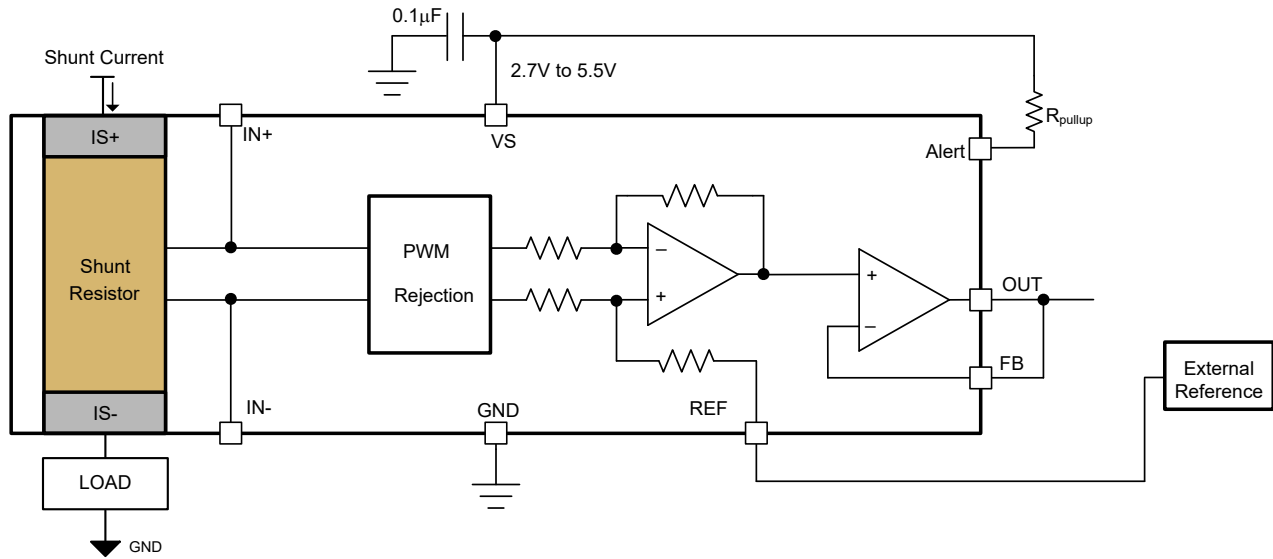 0.1μF
Shunt Current
2.7V to 5.5V
IS+
IN+
VS
Rpullup
Alert
PWM
Rejection
Shunt
Resistor
−
+
+
−
OUT
FB
External
Reference
IS-
IN-
GND
REF
LOAD
GND